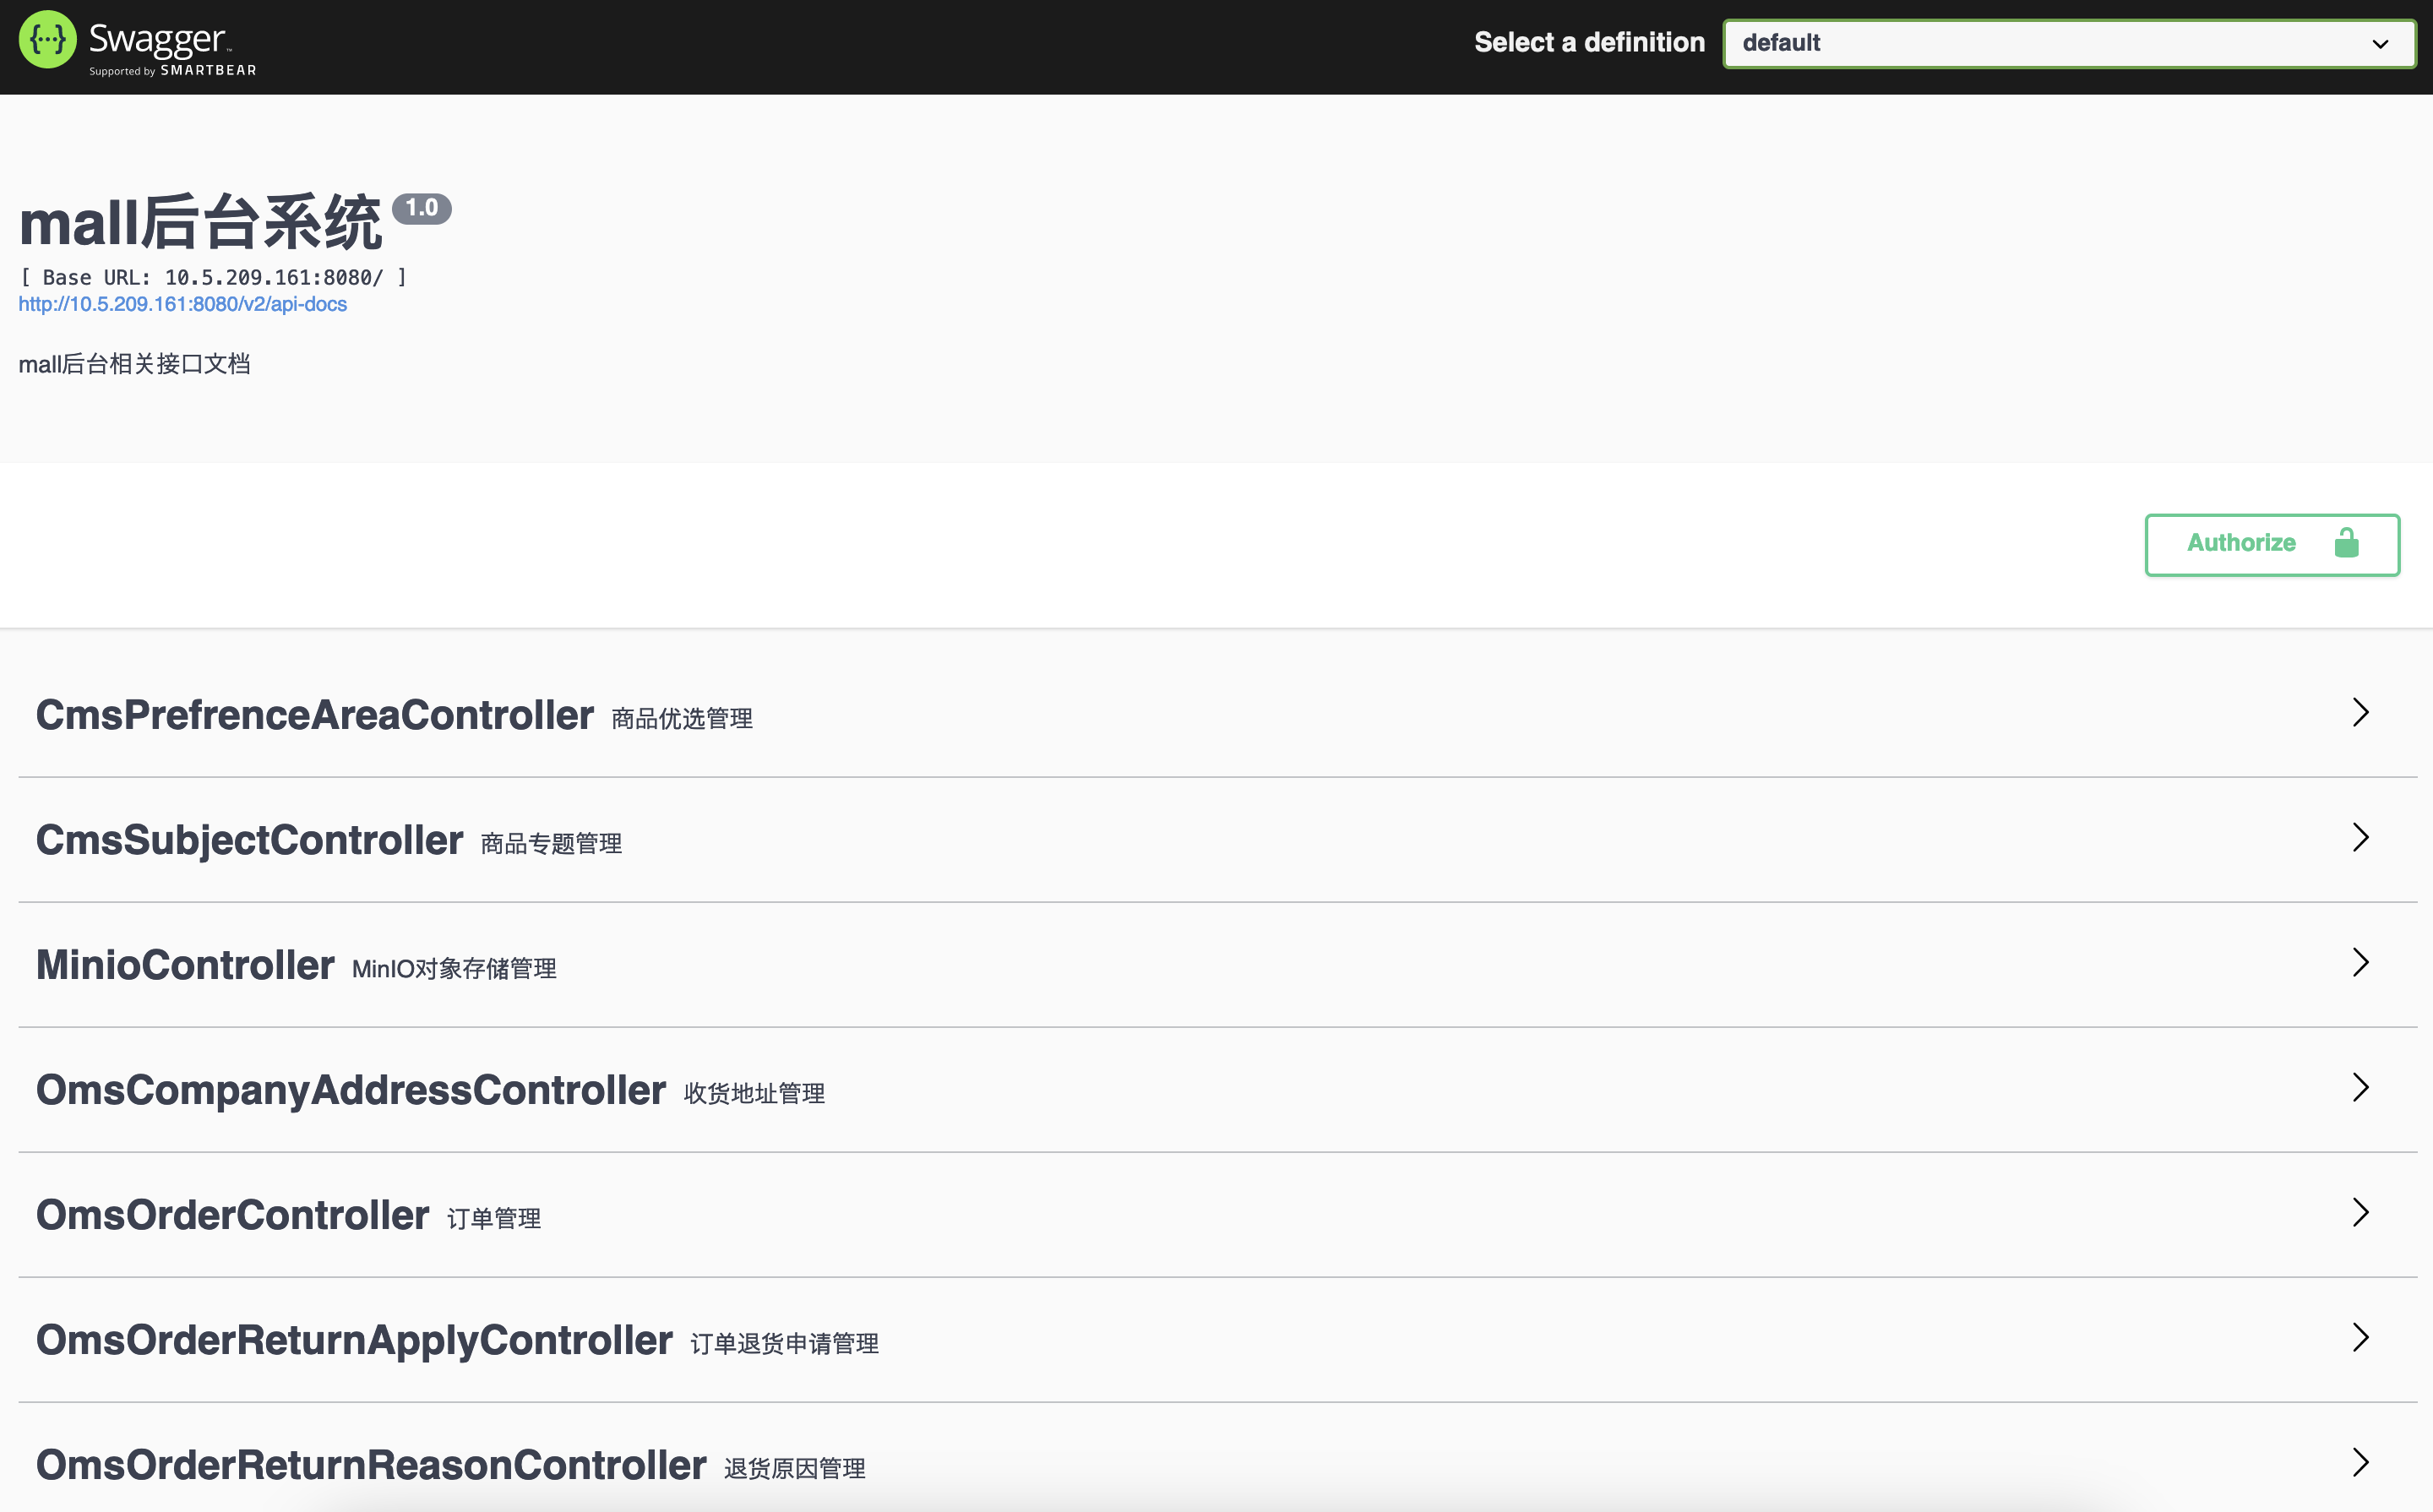 Swagger™
Supported by SMARTBEAR
Select a definition
default
mall后台系统 1.0
[ Base URL: 10.5.209.161:8080/ ]
http://10.5.209.161:8080/v2/api-docs
mall后台相关接口文档
Authorize
CmsPrefrenceAreaController 商品优选管理
CmsSubjectController 商品专题管理
MinioController MinIO对象存储管理
OmsCompanyAddressController 收货地址管理
OmsOrderController 订单管理
OmsOrderReturnApplyController 订单退货申请管理
OmsOrderReturnReasonController 退货原因管理